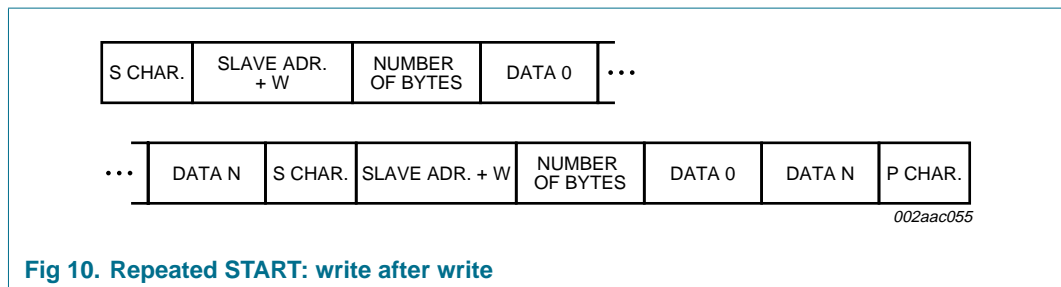 S CHAR. SLAVE ADR. + W NUMBER OF BYTES DATA 0 •••
••• DATA N S CHAR. SLAVE ADR. + W NUMBER OF BYTES DATA 0 DATA N P CHAR.
002aac055
Fig 10. Repeated START: write after write